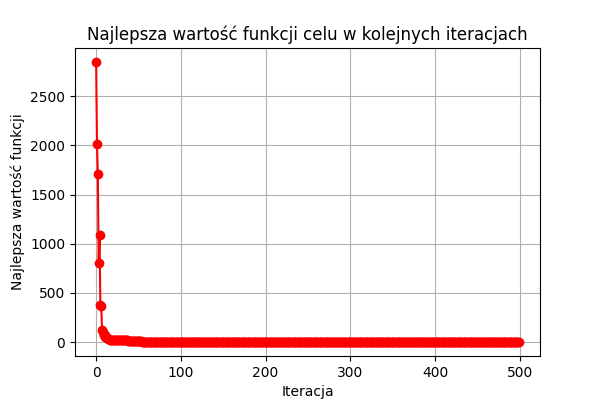 Najlepsza wartość funkcji celu w kolejnych iteracjach
Najlepsza wartość funkcji
2500
2000
1500
1000
500
0
0 100 200 300 400 500
Iteracja